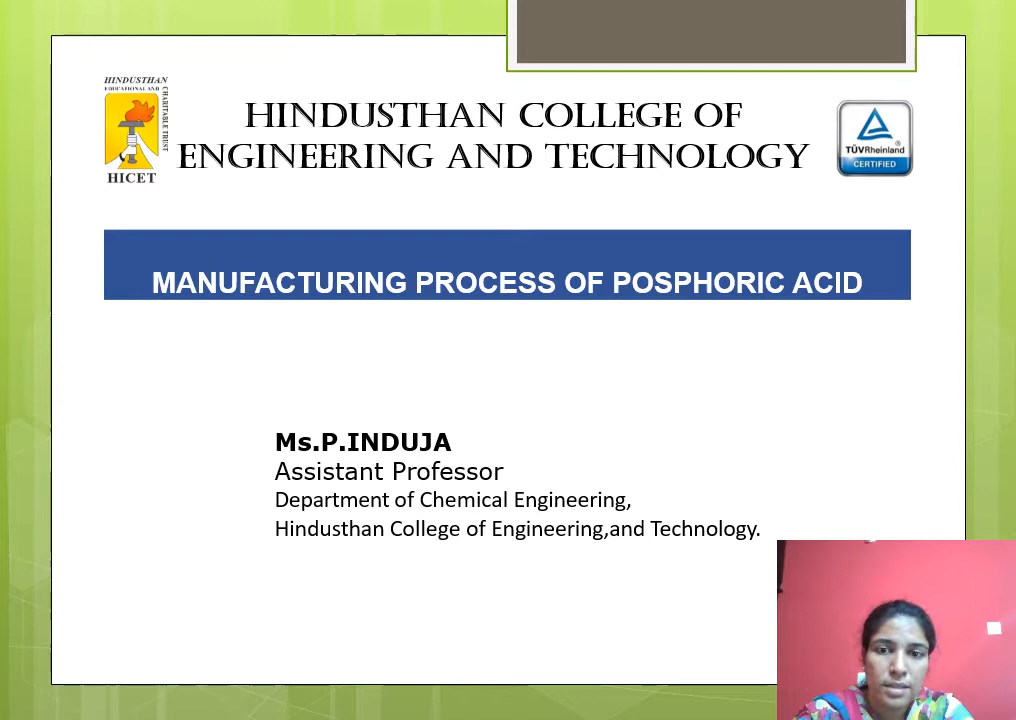 HINDUSTHAN
EDUCATIONAL AND
CHARITABLE TRUST
HICET
HINDUSTHAN COLLEGE OF
ENGINEERING AND TECHNOLOGY
TÜVRheinland®
CERTIFIED
MANUFACTURING PROCESS OF POSPHORIC ACID
Ms.P.INDUJA
Assistant Professor
Department of Chemical Engineering,
Hindusthan College of Engineering,and Technology.